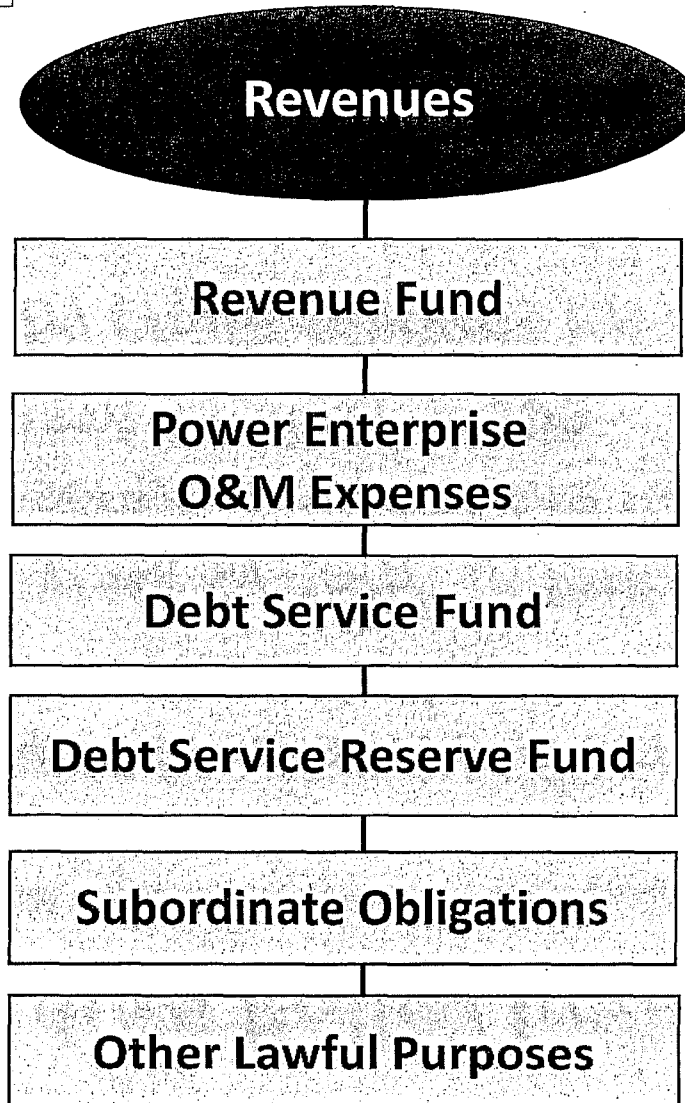 Revenues
Revenue Fund
Power Enterprise
O&M Expenses
Debt Service Fund
Debt Service Reserve Fund
Subordinate Obligations
Other Lawful Purposes